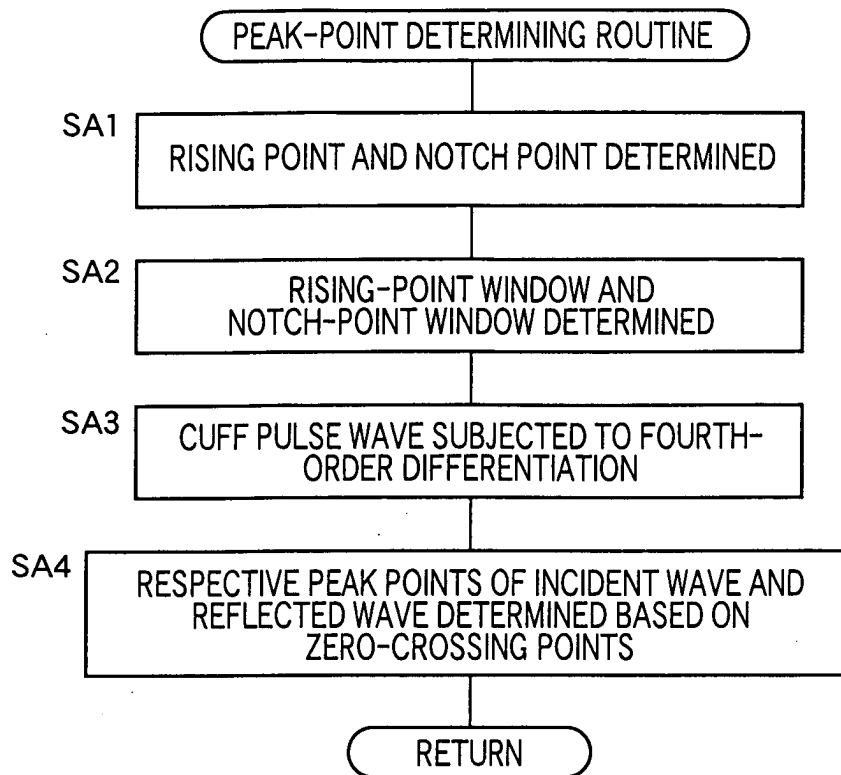 PEAK-POINT DETERMINING ROUTINE
SA1
RISING POINT AND NOTCH POINT DETERMINED
SA2
RISING-POINT WINDOW AND
NOTCH-POINT WINDOW DETERMINED
SA3
CUFF PULSE WAVE SUBJECTED TO FOURTH-
ORDER DIFFERENTIATION
SA4
RESPECTIVE PEAK POINTS OF INCIDENT WAVE AND
REFLECTED WAVE DETERMINED BASED ON
ZERO-CROSSING POINTS
RETURN